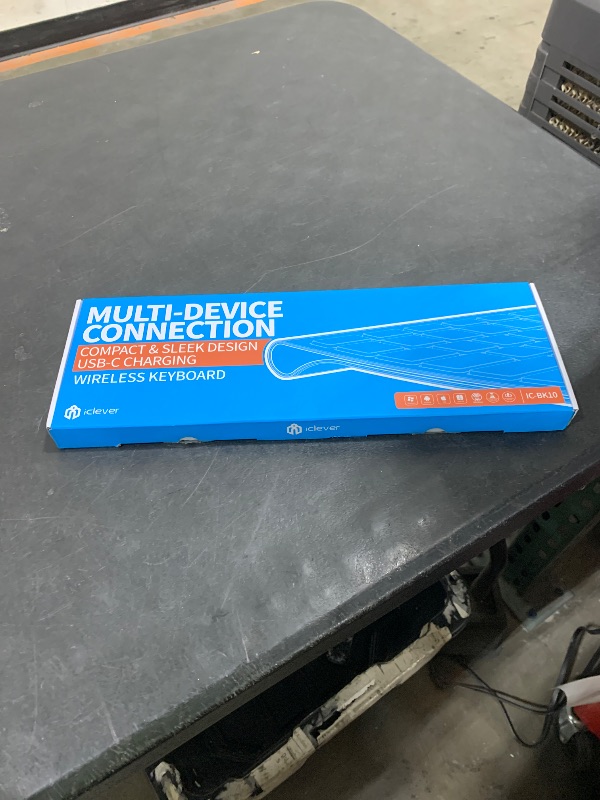 MULTI-DEVICE
CONNECTION
COMPACT & SLEEK DESIGN
USB-C CHARGING
WIRELESS KEYBOARD
iclever
IC-BK10
iclever